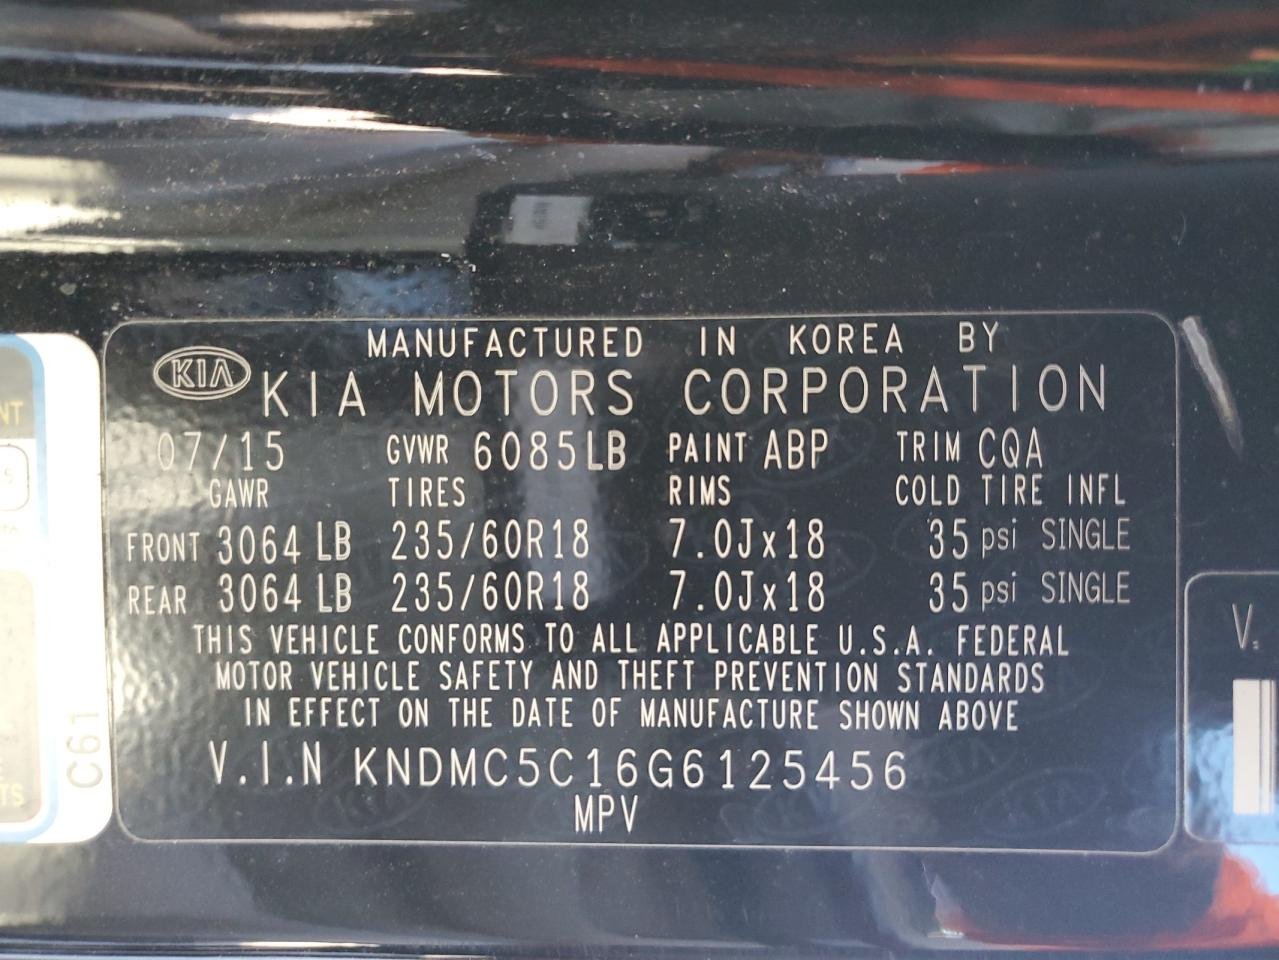 MANUFACTURED IN KOREA BY
KIA KIA MOTORS CORPORATION
07/15 GVWR 6085LB PAINT ABP TRIM CQA
GAWR TIRES RIMS COLD TIRE INFL
FRONT 3064 LB 235/60R18 7.0Jx18 35 psi SINGLE
REAR 3064 LB 235/60R18 7.0Jx18 35 psi SINGLE
THIS VEHICLE CONFORMS TO ALL APPLICABLE U.S.A. FEDERAL
MOTOR VEHICLE SAFETY AND THEFT PREVENTION STANDARDS
IN EFFECT ON THE DATE OF MANUFACTURE SHOWN ABOVE
V.I.N KNDMC5C16G6125456
MPV
C61
NT
TS
V.